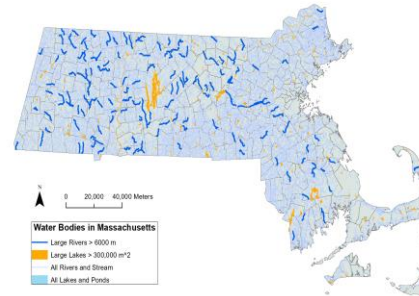 N
0 20,000 40,000 Meters
Water Bodies in Massachusetts
Large Rivers > 6000 m
Large Lakes > 300,000 m^2
All Rivers and Stream
All Lakes and Ponds